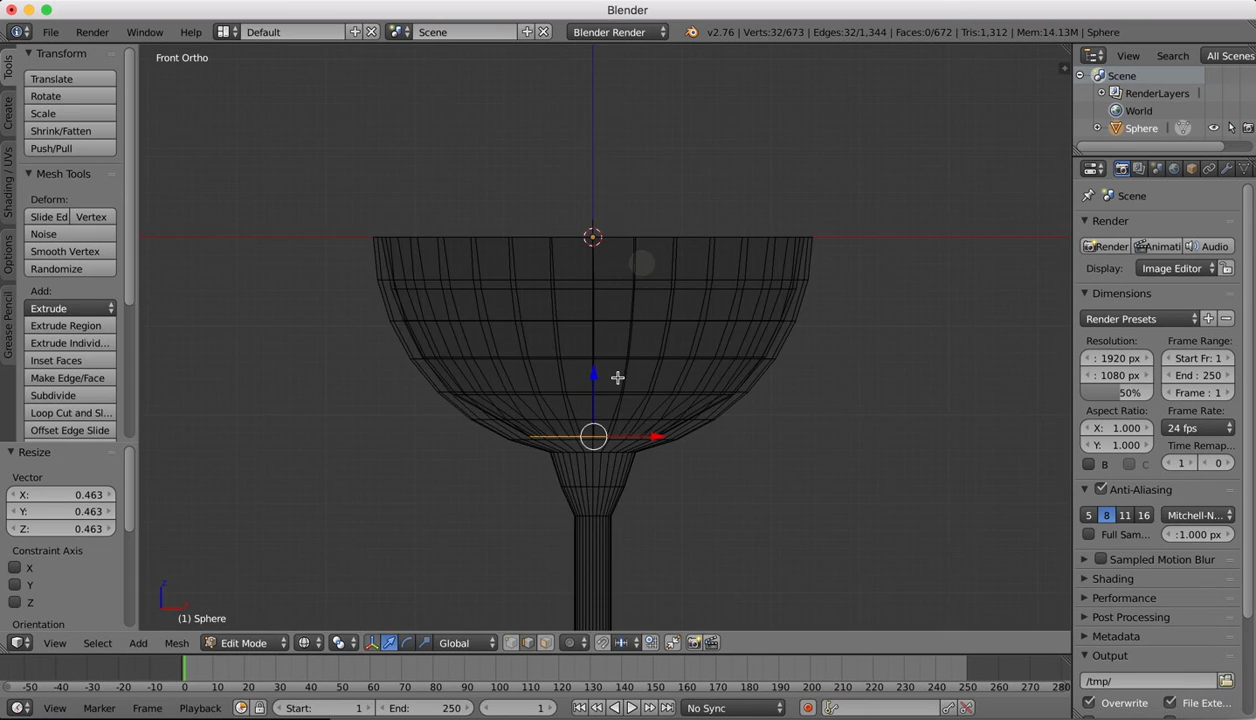 Blender
File Render Window Help Default Scene Blender Render v2.76 | Verts:32/673 | Edges:32/1,344 | Faces:0/672 | Tris:1,312 | Mem:14.13M | Sphere
Tools
Create
Shading / UVs
Options
Grease Pencil
Transform
Translate
Rotate
Scale
Shrink/Fatten
Push/Pull
Mesh Tools
Deform:
Slide Ed Vertex
Noise
Smooth Vertex
Randomize
Add:
Extrude
Extrude Region
Extrude Individ...
Inset Faces
Make Edge/Face
Subdivide
Loop Cut and Sl...
Offset Edge Slide
Resize
Vector
X: 0.463
Y: 0.463
Z: 0.463
Constraint Axis
X
Y
Z
Orientation
Front Ortho
z
(1) Sphere
View Select Add Mesh Edit Mode Global
-50 -40 -30 -20 -10 0 10 20 30 40 50 60 70 80 90 100 110 120 130 140 150 160 170 180 190 200 210 220 230 240 250 260 270 280
View Marker Frame Playback Start: 1 End: 250 1 No Sync
View Search All Scenes
Scene
RenderLayers
World
Sphere
Scene
Render
Render Animati Audio
Display: Image Editor
Dimensions
Render Presets
Resolution: Frame Range:
: 1920 px Start Fr: 1
: 1080 px End : 250
50% Frame : 1
Aspect Ratio: Frame Rate:
X: 1.000 24 fps
Y: 1.000 Time Remap...
B C 1 0
Anti-Aliasing
5 8 11 16 Mitchell-N...
Full Sam... :1.000 px
Sampled Motion Blur
Shading
Performance
Post Processing
Metadata
Output
/tmp/
Overwrite File Exte...